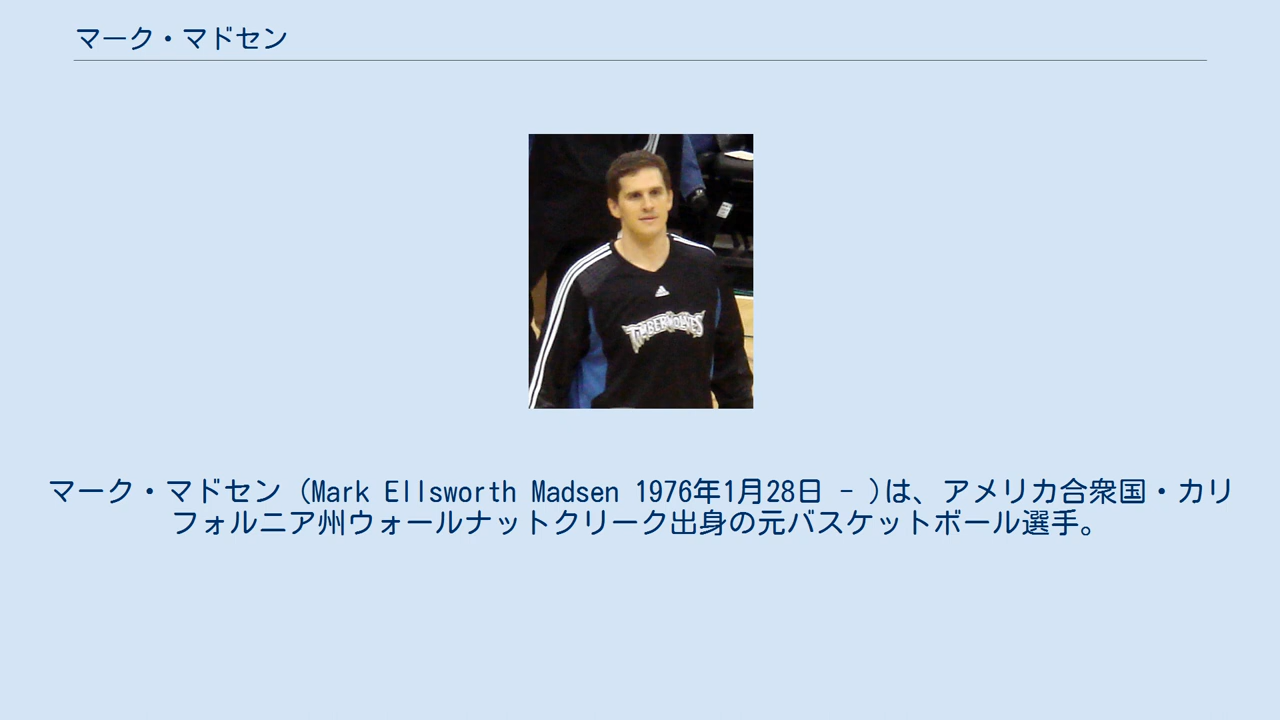 マーク・マドセン
TIMBERWOLVES
マーク・マドセン（Mark Ellsworth Madsen 1976年1月28日 - ）は、アメリカ合衆国・カリ
フォルニア州ウォールナットクリーク出身の元バスケットボール選手。